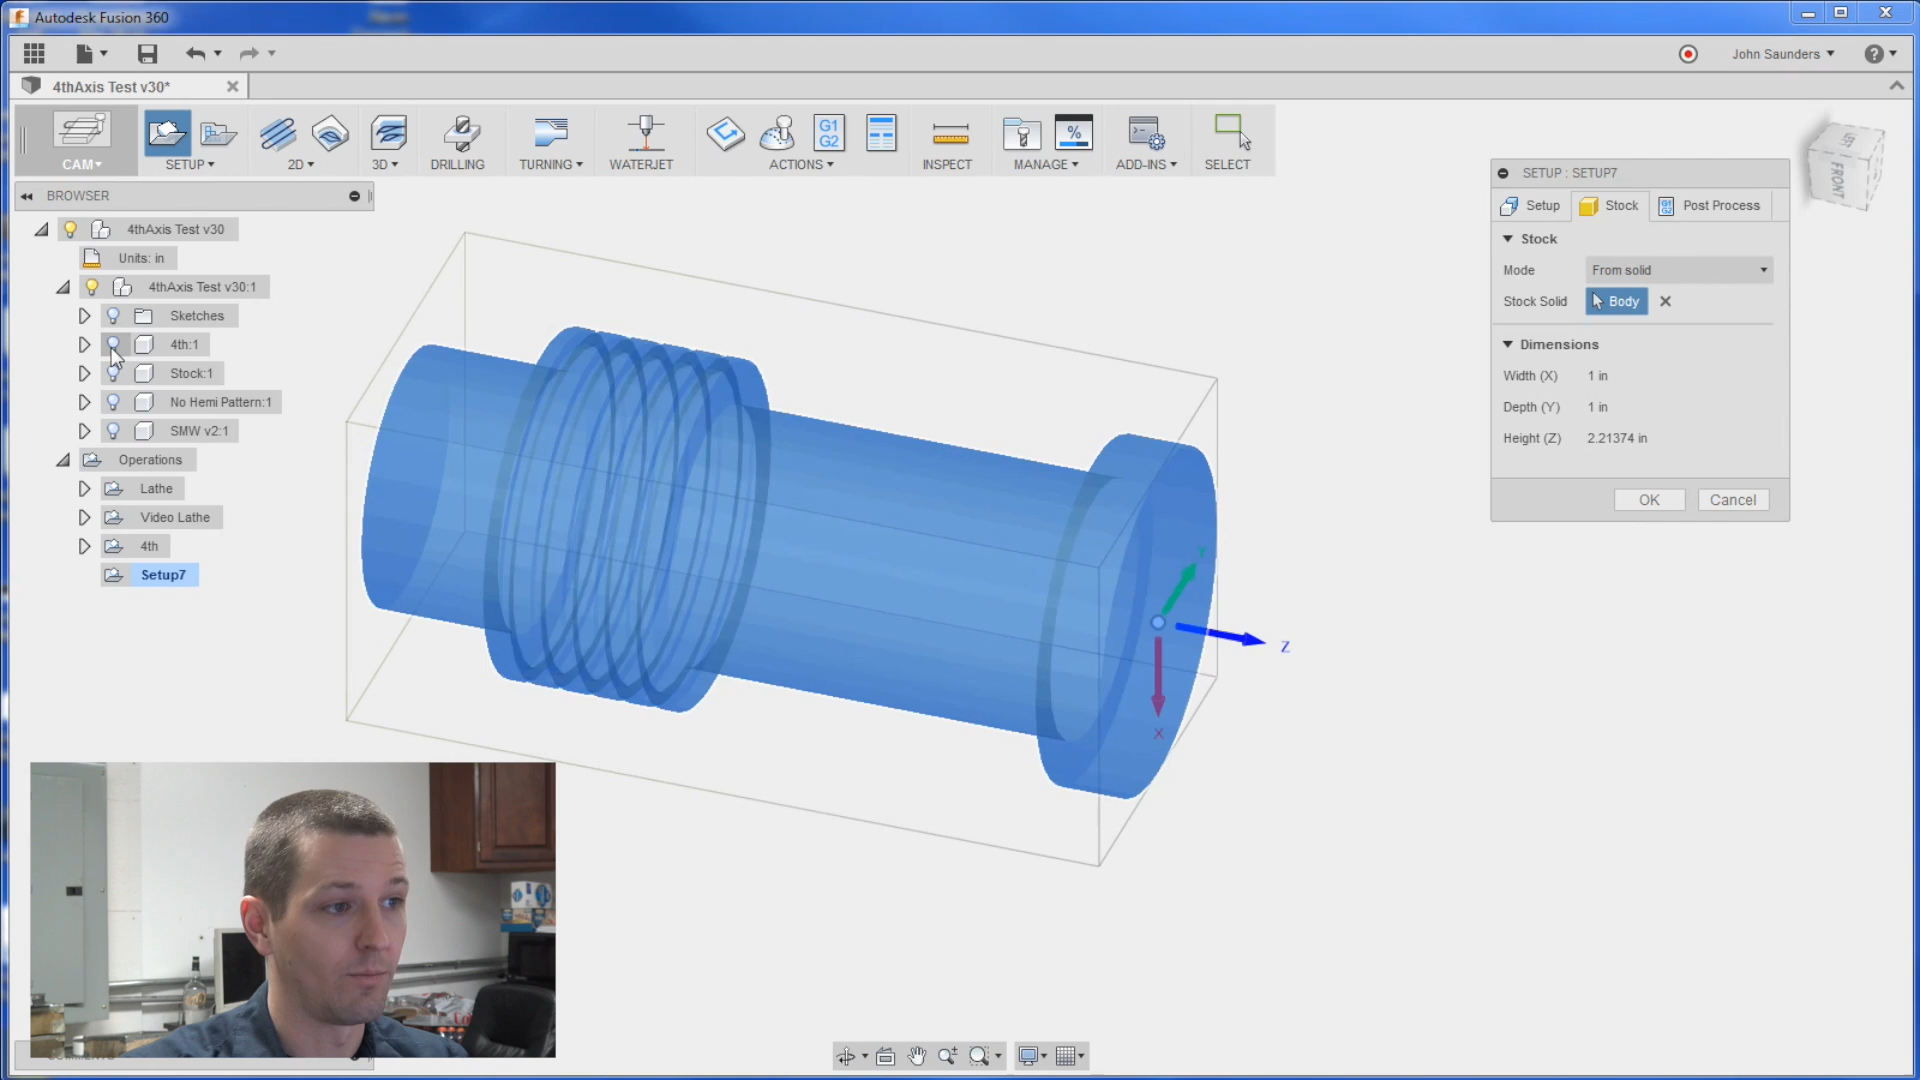 Autodesk Fusion 360
John Saunders
4thAxis Test v30*
CAM
SETUP
2D
3D
DRILLING
TURNING
WATERJET
G1
G2
ACTIONS
INSPECT
%
MANAGE
ADD-INS
SELECT
BROWSER
4thAxis Test v30
Units: in
4thAxis Test v30:1
Sketches
4th:1
Stock:1
No Hemi Pattern:1
SMW v2:1
Operations
Lathe
Video Lathe
4th
Setup7
Y
Z
X
FRONT
SETUP : SETUP7
Setup
Stock
Post Process
Stock
Mode
From solid
Stock Solid
Body
Dimensions
Width (X)
1 in
Depth (Y)
1 in
Height (Z)
2.21374 in
OK
Cancel